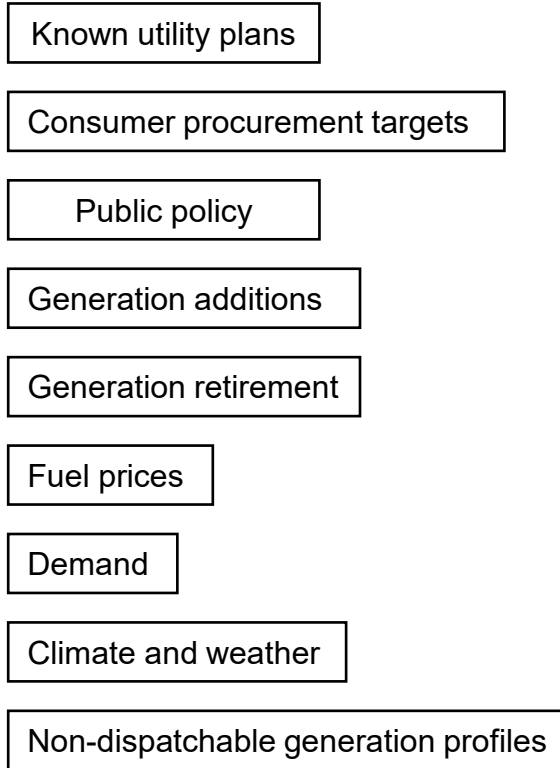 Known utility plans
Consumer procurement targets
Public policy
Generation additions
Generation retirement
Fuel prices
Demand
Climate and weather
Non-dispatchable generation profiles